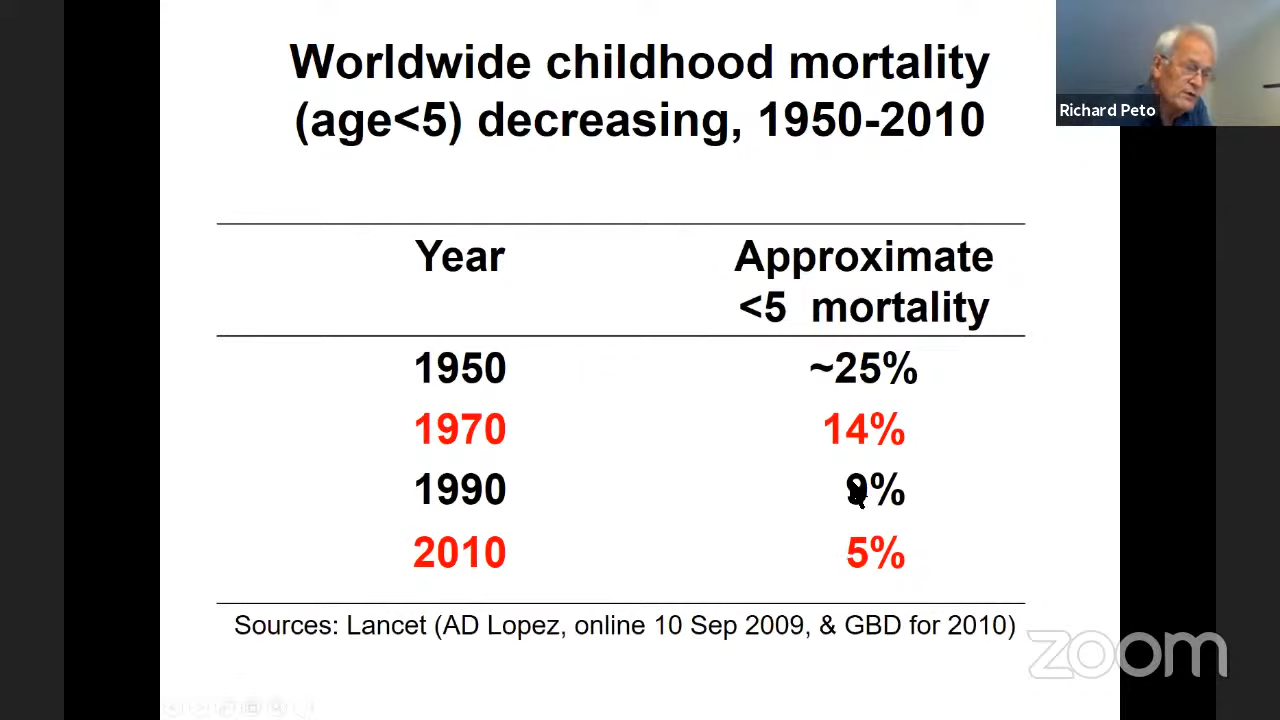 Worldwide childhood mortality
(age<5) decreasing, 1950-2010
Richard Peto
Year Approximate
<5 mortality
1950 ~25%
1970 14%
1990 9%
2010 5%
Sources: Lancet (AD Lopez, online 10 Sep 2009, & GBD for 2010)
zoom